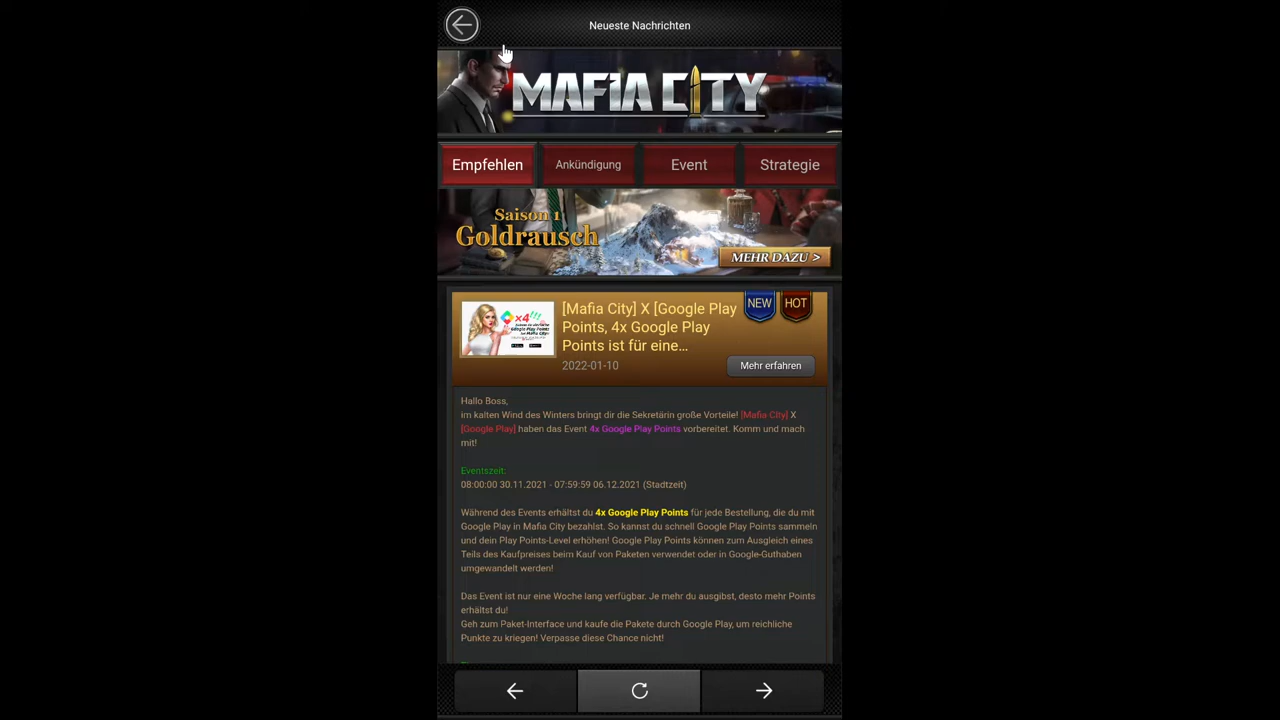 Neueste Nachrichten
MAFIA CITY
Empfehlen
Ankündigung
Event
Strategie
Saison 1
Goldrausch
MEHR DAZU >
[Mafia City] X [Google Play
Points, 4x Google Play
Points ist für eine…
NEW
HOT
2022-01-10
Mehr erfahren
Hallo Boss,
im kalten Wind des Winters bringt dir die Sekretärin große Vorteile! [Mafia City] X
[Google Play] haben das Event 4x Google Play Points vorbereitet. Komm und mach
mit!
Eventszeit:
08:00:00 30.11.2021 - 07:59:59 06.12.2021 (Stadtzeit)
Während des Events erhältst du 4x Google Play Points für jede Bestellung, die du mit
Google Play in Mafia City bezahlst. So kannst du schnell Google Play Points sammeln
und dein Play Points-Level erhöhen! Google Play Points können zum Ausgleich eines
Teils des Kaufpreises beim Kauf von Paketen verwendet oder in Google-Guthaben
umgewandelt werden!
Das Event ist nur eine Woche lang verfügbar. Je mehr du ausgibst, desto mehr Points
erhältst du!
Geh zum Paket-Interface und kaufe die Pakete durch Google Play, um reichliche
Punkte zu kriegen! Verpasse diese Chance nicht!